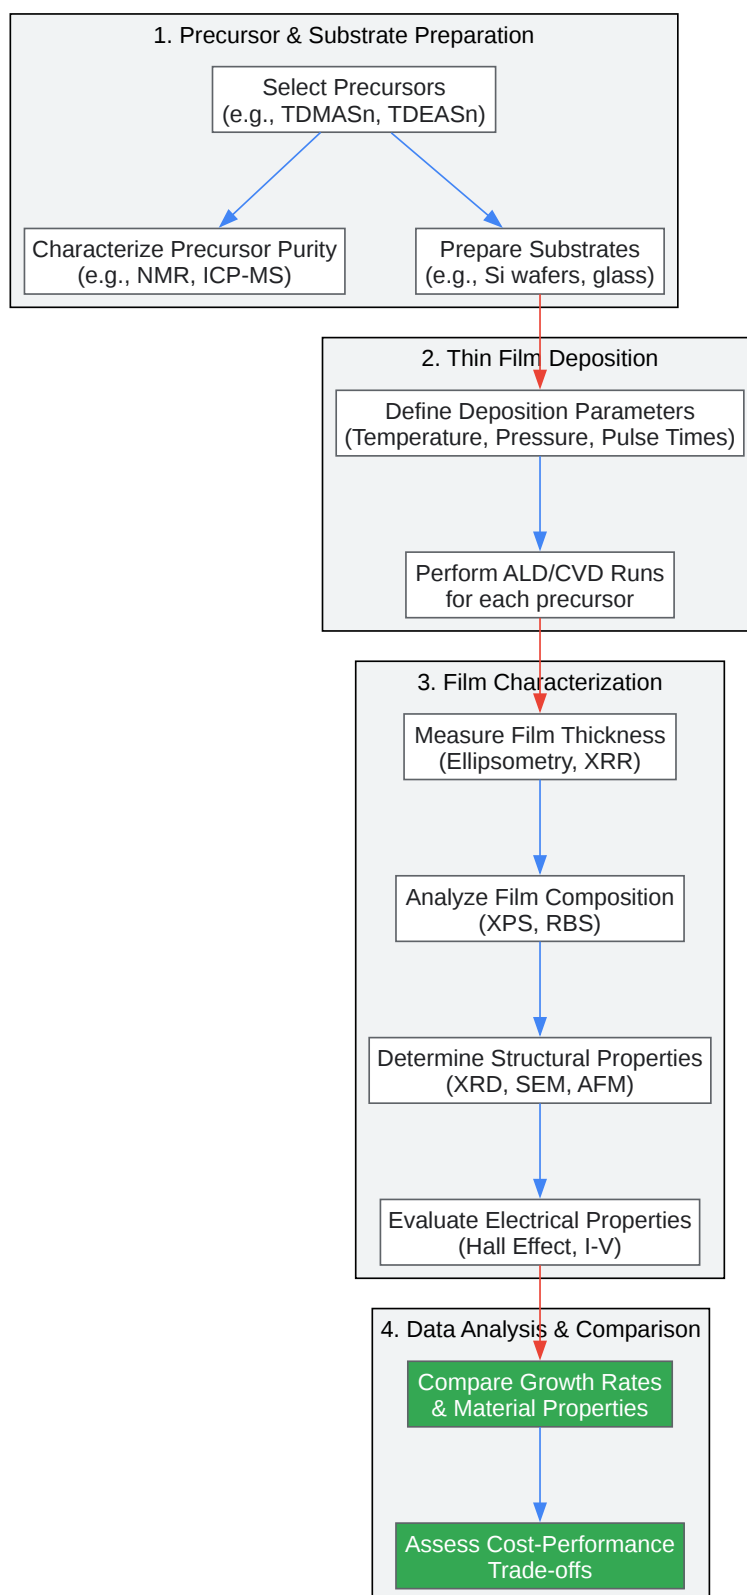 1. Precursor & Substrate Preparation
Select Precursors
(e.g., TDMASn, TDEASn)
Characterize Precursor Purity
(e.g., NMR, ICP-MS)
Prepare Substrates
(e.g., Si wafers, glass)
2. Thin Film Deposition
Define Deposition Parameters
(Temperature, Pressure, Pulse Times)
Perform ALD/CVD Runs
for each precursor
3. Film Characterization
Measure Film Thickness
(Ellipsometry, XRR)
Analyze Film Composition
(XPS, RBS)
Determine Structural Properties
(XRD, SEM, AFM)
Evaluate Electrical Properties
(Hall Effect, I-V)
4. Data Analysis & Comparison
Compare Growth Rates
& Material Properties
Assess Cost-Performance
Trade-offs